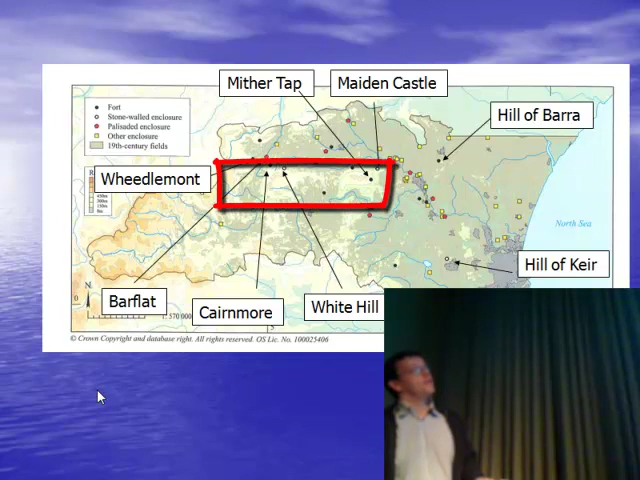 Mither Tap
Maiden Castle
Fort
Stone-walled enclosure
Palisaded enclosure
Other enclosure
19th-century fields
Hill of Barra
Wheedlemont
North Sea
Hill of Keir
Barflat
Cairnmore
White Hill
N
0
© Crown Copyright and database right. All rights reserved. OS Lic. No. 100025406